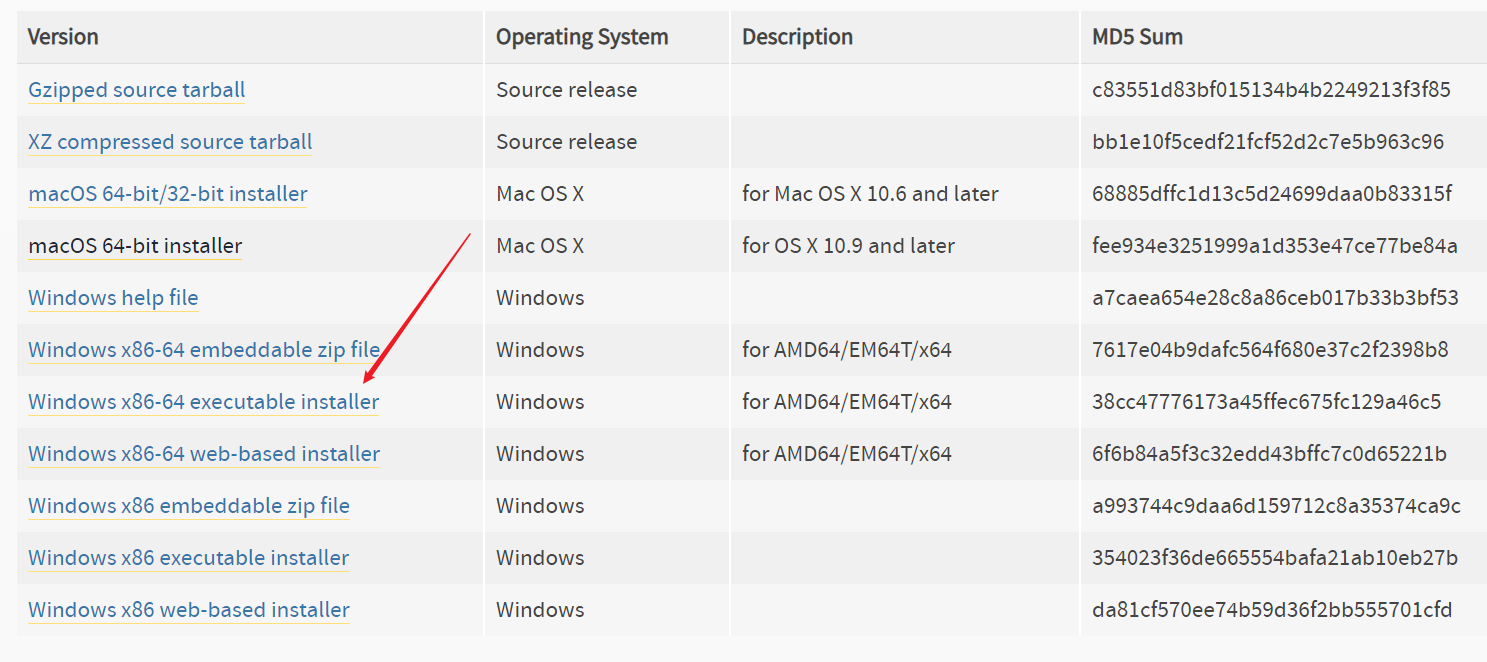 Version Operating System Description MD5 Sum
Gzipped source tarball Source release c83551d83bf015134b4b2249213f3f85
XZ compressed source tarball Source release bb1e10f5cedf21fcf52d2c7e5b963c96
macOS 64-bit/32-bit installer Mac OS X for Mac OS X 10.6 and later 68885dffc1d13c5d24699daa0b83315f
macOS 64-bit installer Mac OS X for OS X 10.9 and later fee934e3251999a1d353e47ce77be84a
Windows help file Windows a7caea654e28c8a86ceb017b33b3bf53
Windows x86-64 embeddable zip file Windows for AMD64/EM64T/x64 7617e04b9dafc564f680e37c2f2398b8
Windows x86-64 executable installer Windows for AMD64/EM64T/x64 38cc47776173a45ffec675fc129a46c5
Windows x86-64 web-based installer Windows for AMD64/EM64T/x64 6f6b84a5f3c32edd43bffc7c0d65221b
Windows x86 embeddable zip file Windows a993744c9daa6d159712c8a35374ca9c
Windows x86 executable installer Windows 354023f36de665554bafa21ab10eb27b
Windows x86 web-based installer Windows da81cf570ee74b59d36f2bb555701cfd